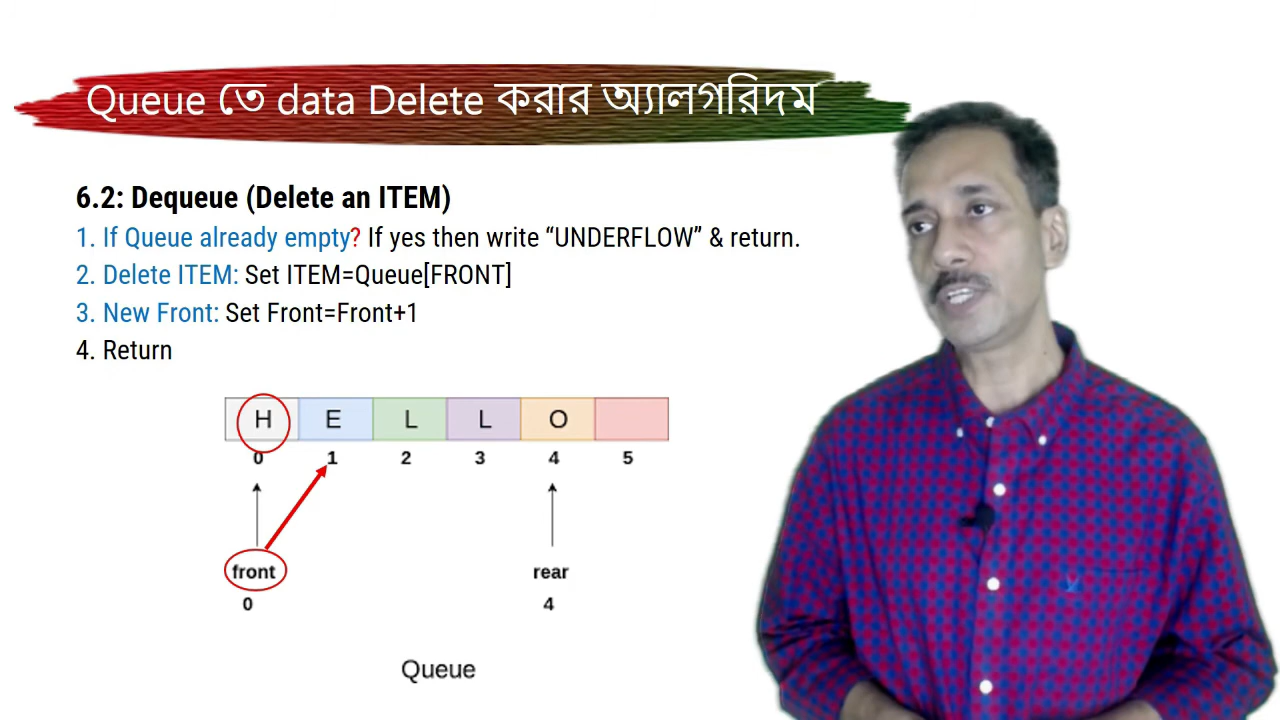 Queue তে data Delete করার অ্যালগরিদম
6.2: Dequeue (Delete an ITEM)
1. If Queue already empty? If yes then write “UNDERFLOW” & return.
2. Delete ITEM: Set ITEM=Queue[FRONT]
3. New Front: Set Front=Front+1
4. Return
H E L L O
0 1 2 3 4 5
front rear
0 4
Queue